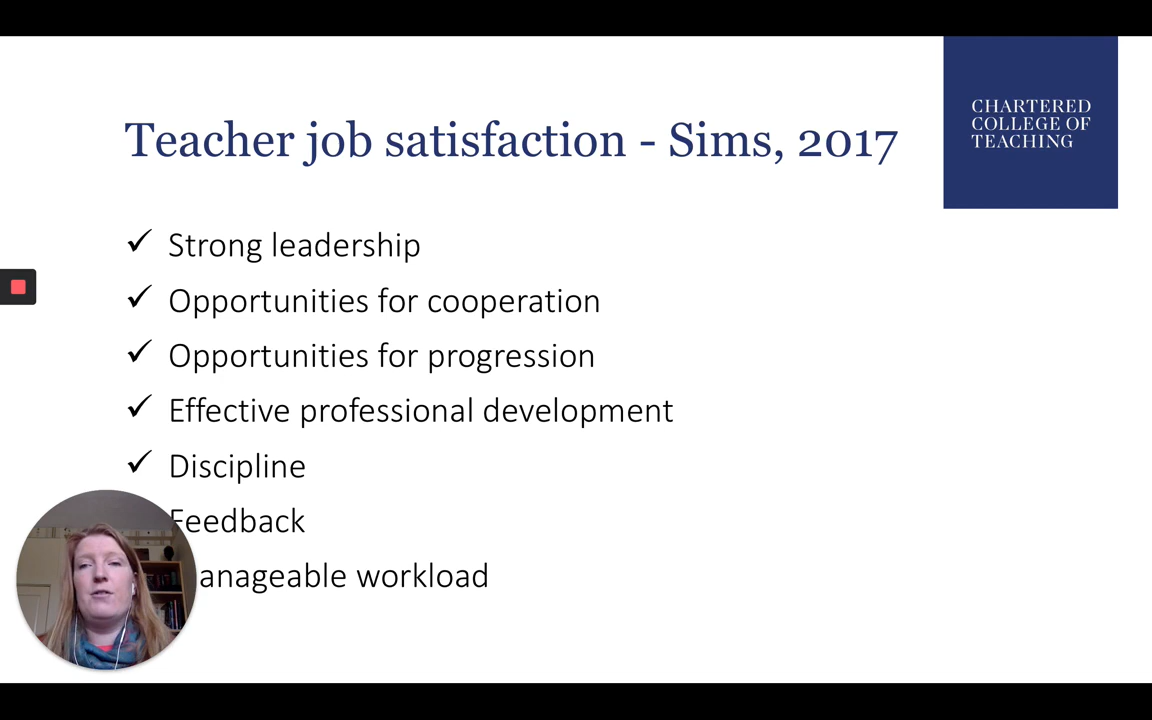 CHARTERED
COLLEGE OF
TEACHING
Teacher job satisfaction - Sims, 2017
✓ Strong leadership
✓ Opportunities for cooperation
✓ Opportunities for progression
✓ Effective professional development
✓ Discipline
Feedback
anageable workload